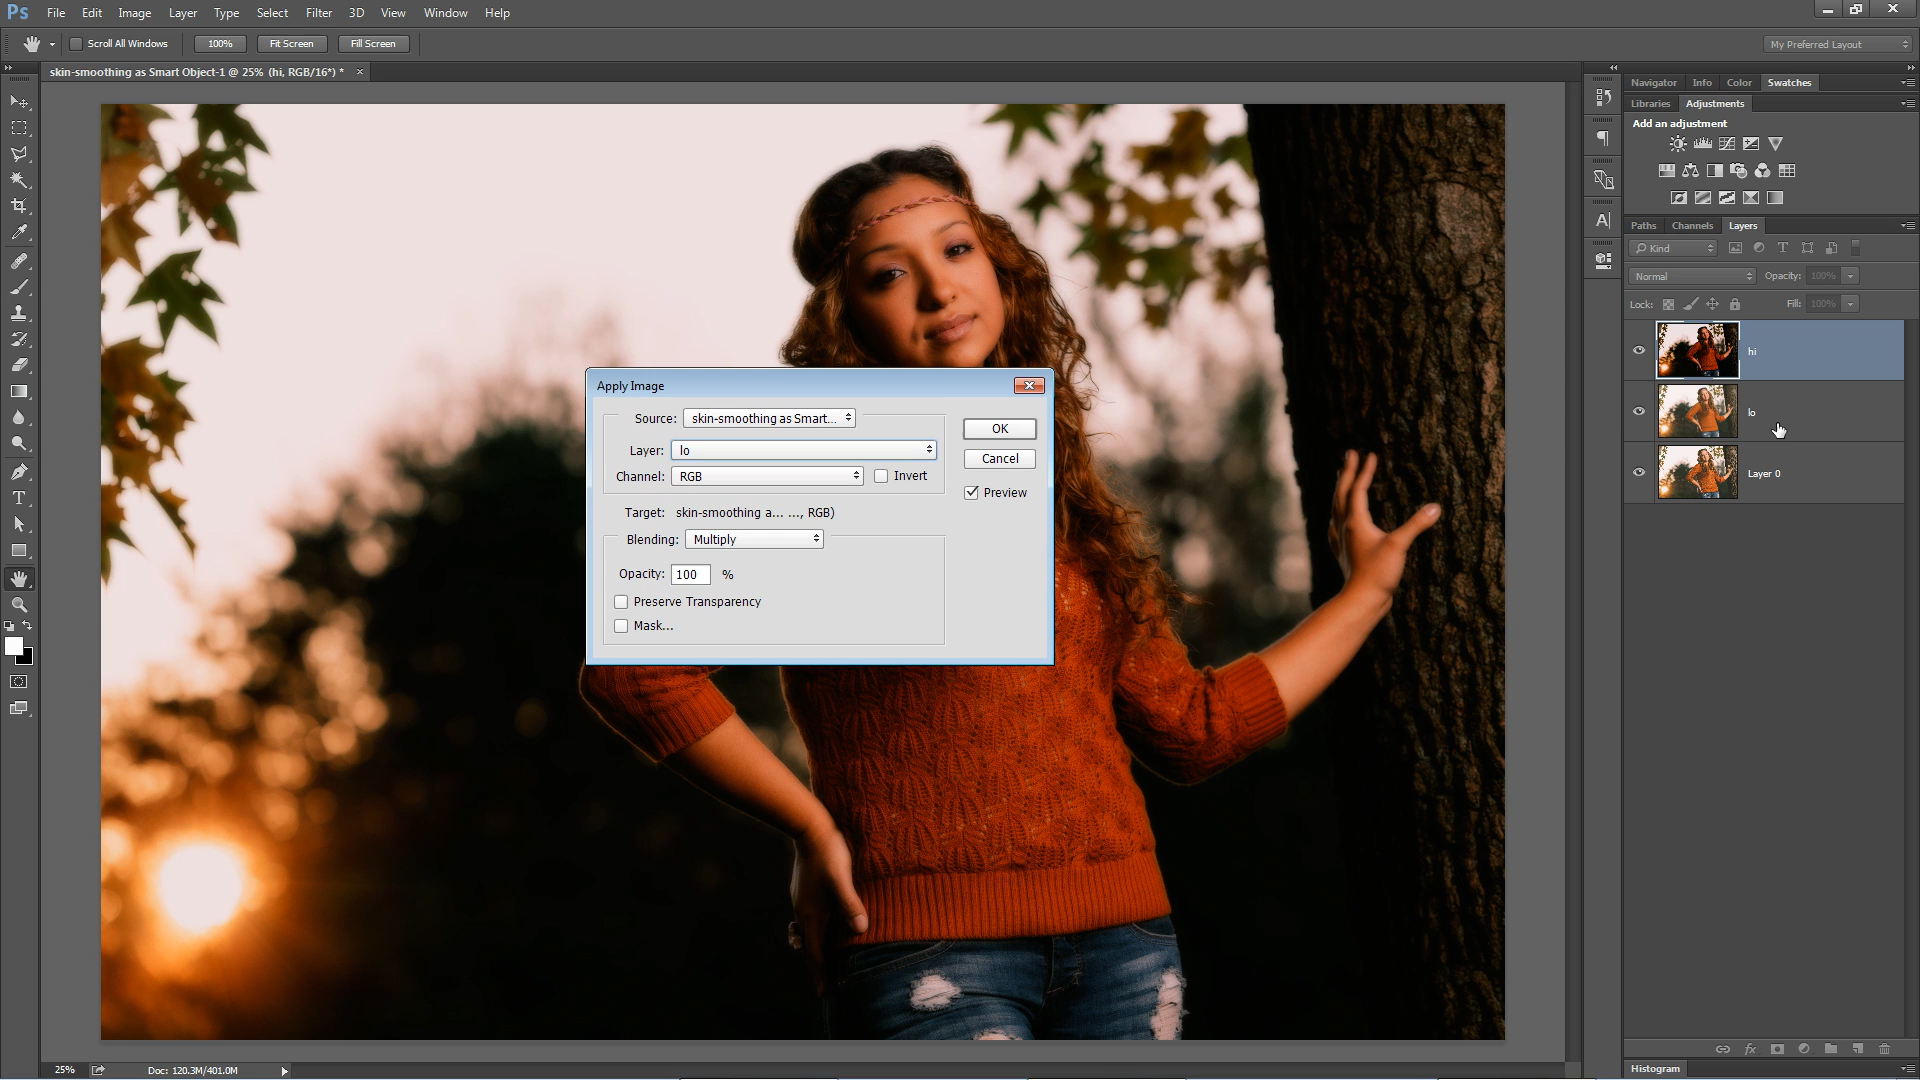 Ps File Edit Image Layer Type Select Filter 3D View Window Help
Scroll All Windows 100% Fit Screen Fill Screen My Preferred Layout
skin-smoothing as Smart Object-1 @ 25% (hi, RGB/16*) * ×
Navigator Info Color Swatches
Libraries Adjustments
Add an adjustment
Paths Channels Layers
Kind
Normal Opacity: 100%
Lock: Fill: 100%
hi
lo
Layer 0
Apply Image
Source: skin-smoothing as Smart...
OK
Layer: lo
Cancel
Channel: RGB Invert
Preview
Target: skin-smoothing a... ..., RGB)
Blending: Multiply
Opacity: 100 %
Preserve Transparency
Mask...
25% Doc: 120.3M/401.0M
Histogram